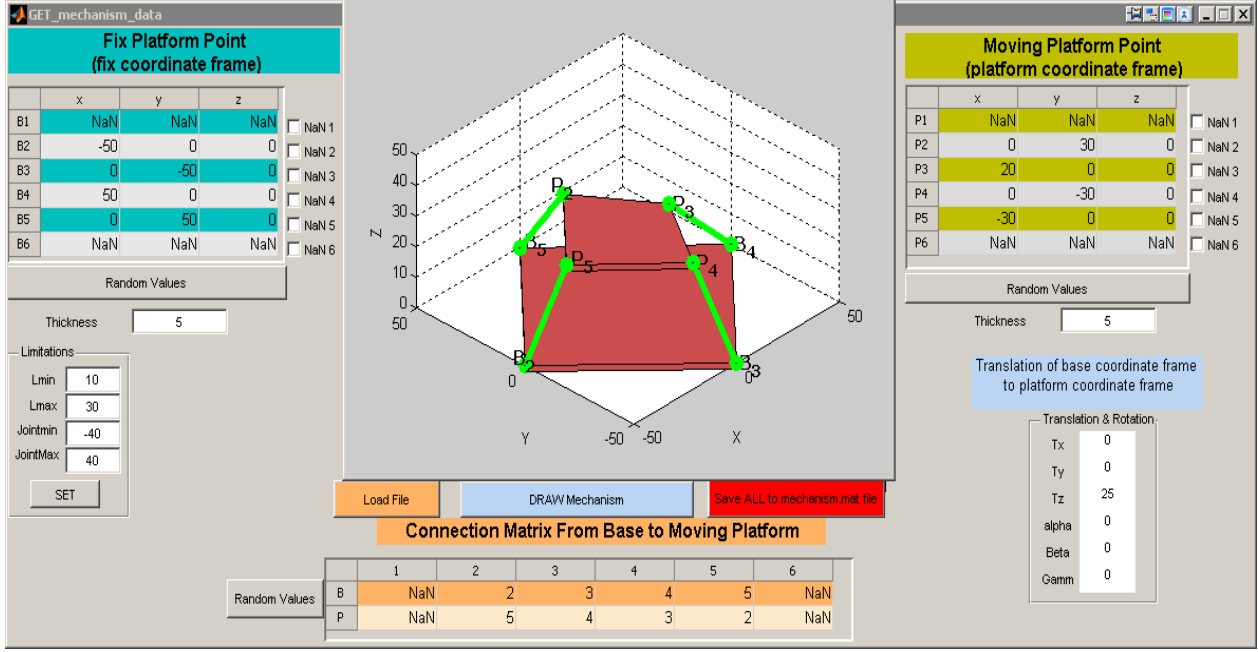 GET_mechanism_data
Fix Platform Point
(fix coordinate frame)
x y z
B1 NaN NaN NaN
B2 -50 0 0
B3 0 -50 0
B4 50 0 0
B5 0 50 0
B6 NaN NaN NaN
NaN 1
NaN 2
NaN 3
NaN 4
NaN 5
NaN 6
Random Values
Thickness 5
Limitations
Lmin 10
Lmax 30
Jointmin -40
JointMax 40
SET
50
40
30
20
10
0
Z
50
0
-50
Y
-50
0
50
X
P2
P3
B5
P5
P4
B4
B2
B3
Load File
DRAW Mechanism
Save ALL to mechanism.mat file
Connection Matrix From Base to Moving Platform
1 2 3 4 5 6
Random Values
B NaN 2 3 4 5 NaN
P NaN 5 4 3 2 NaN
Moving Platform Point
(platform coordinate frame)
x y z
P1 NaN NaN NaN
P2 0 30 0
P3 20 0 0
P4 0 -30 0
P5 -30 0 0
P6 NaN NaN NaN
NaN 1
NaN 2
NaN 3
NaN 4
NaN 5
NaN 6
Random Values
Thickness 5
Translation of base coordinate frame
to platform coordinate frame
Translation & Rotation
Tx 0
Ty 0
Tz 25
alpha 0
Beta 0
Gamm 0